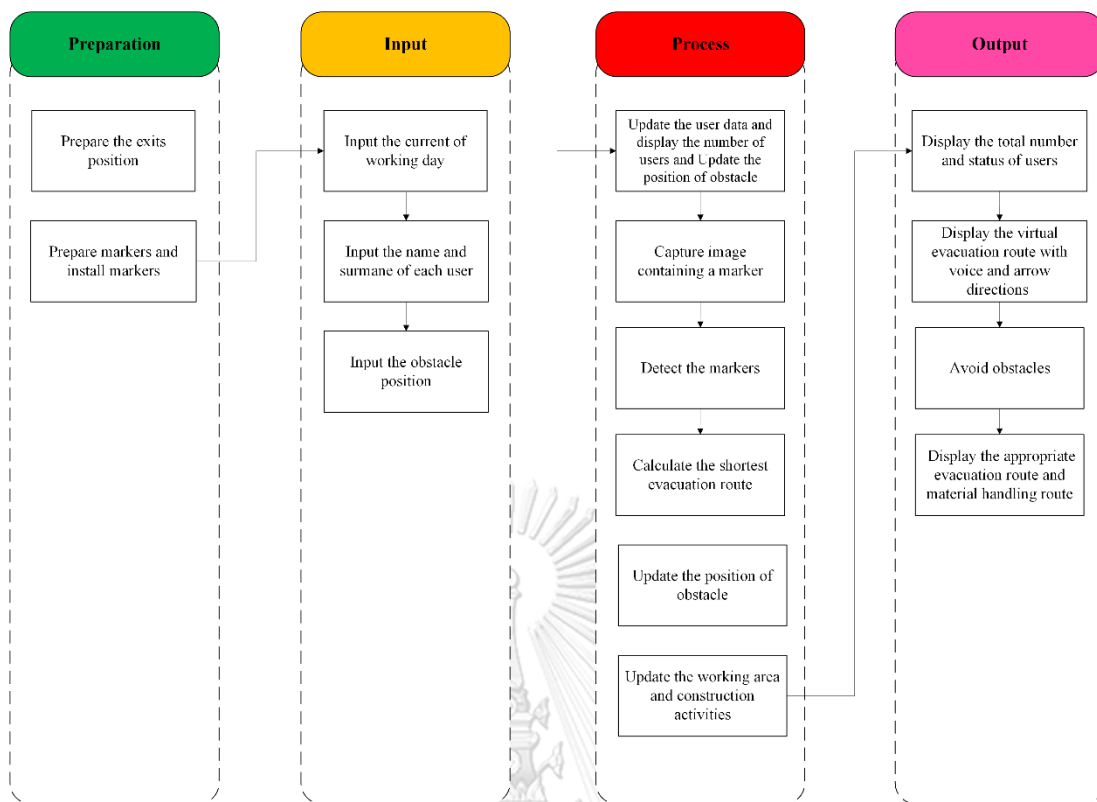 Preparation
Prepare the exits
position
Prepare markers and
install markers
Input
Input the current of
working day
Input the name and
surmane of each user
Input the obstacle
position
Process
Update the user data and
display the number of
users and Update the
position of obstacle
Capture image
containing a marker
Detect the markers
Calculate the shortest
evacuation route
Update the position of
obstacle
Update the working area
and construction
activities
Output
Display the total number
and status of users
Display the virtual
evacuation route with
voice and arrow
directions
Avoid obstacles
Display the appropriate
evacuation route and
material handling route